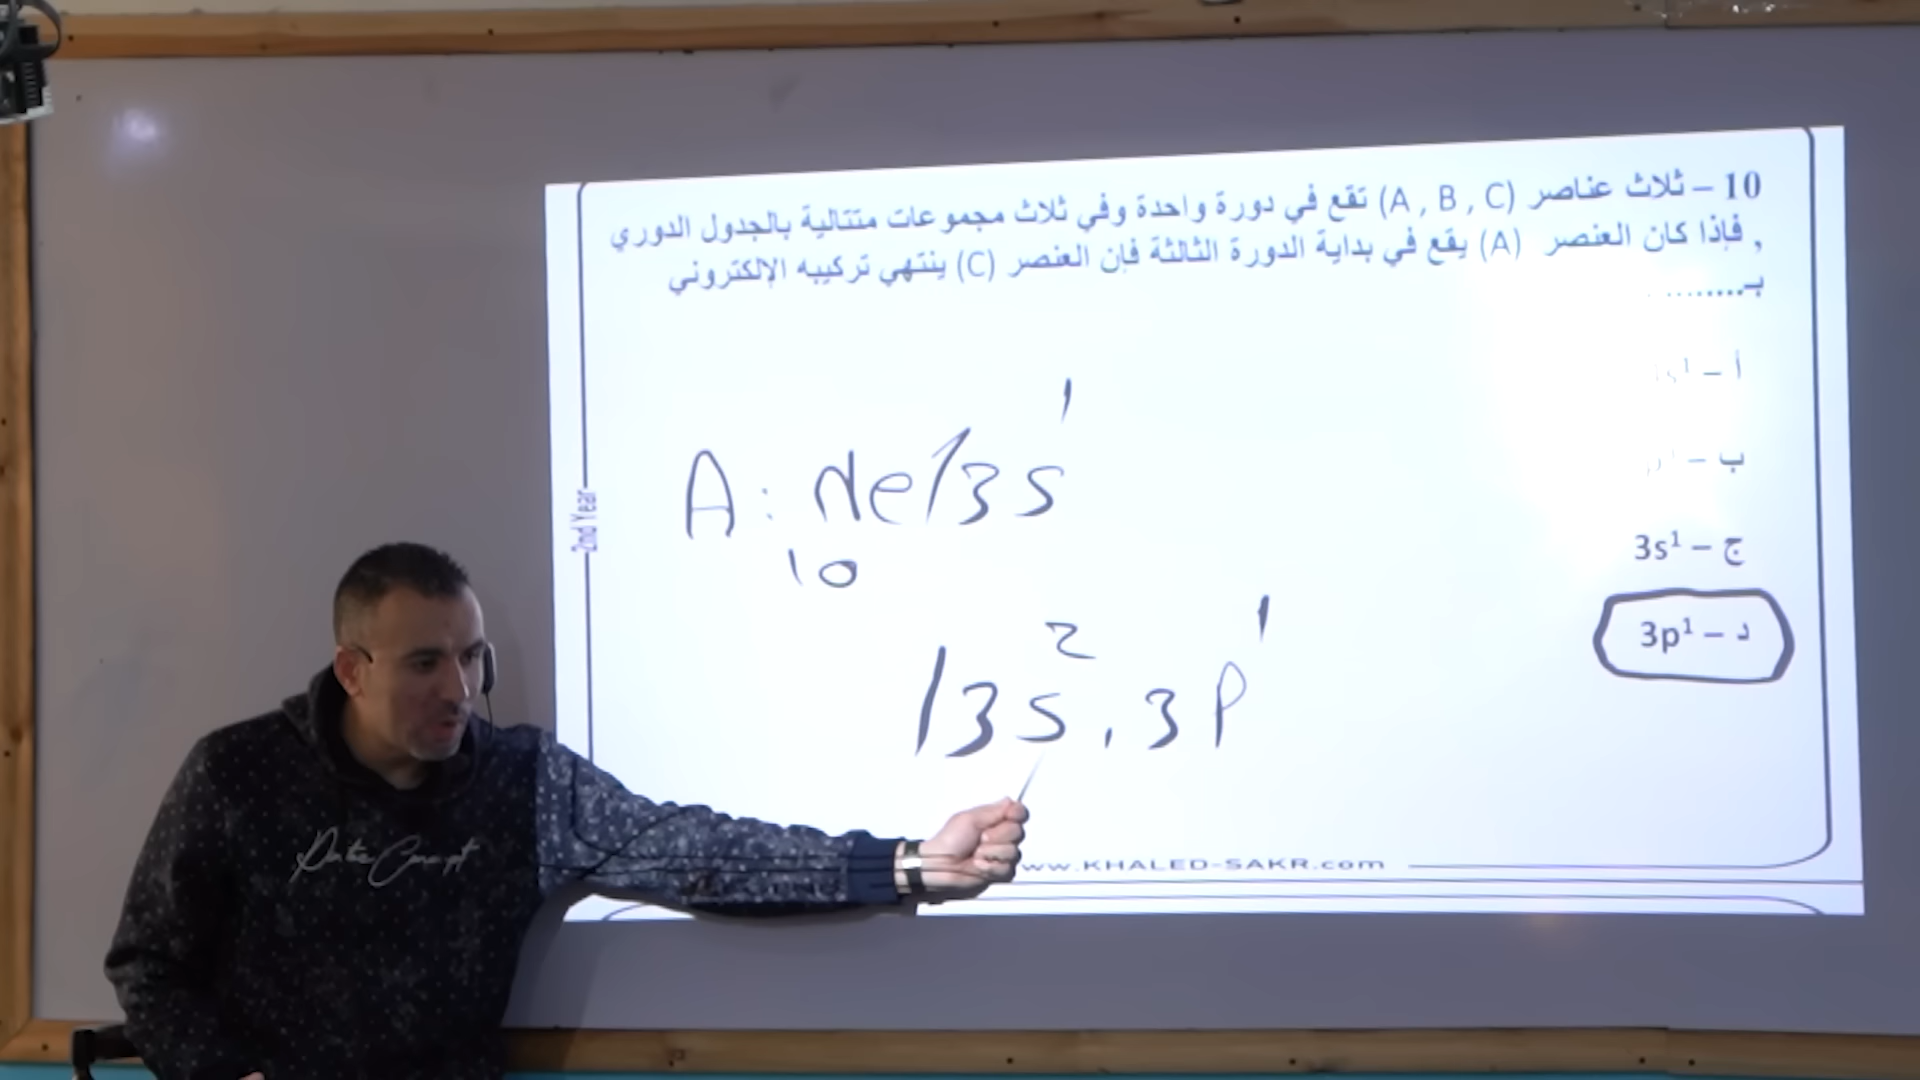 10 – ثلاث عناصر (A , B , C) تقع في دورة واحدة وفي ثلاث مجموعات متتالية بالجدول الدوري
, فإذا كان العنصر (A) يقع في بداية الدورة الثالثة فإن العنصر (C) ينتهي تركيبه الإلكتروني
بـ.........
أ –
ب –
ج – 3s¹
د – 3p¹
A: Ne/3s¹
10
/3s², 3p¹
2nd Year
www.KHALED-SAKR.com